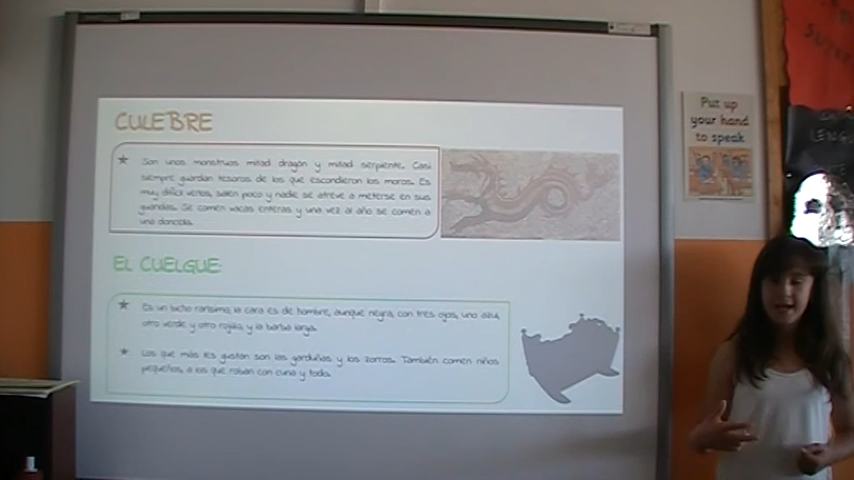 CULEBRE
Son unos monstruos mitad dragón y mitad serpiente. Casi
siempre guardan tesoros de los que escondieron los moros. Es
muy difícil verlos, salen poco y nadie se atreve a meterse en sus
guaridas. Se comen vacas enteras y una vez al año se comen a
una doncella.
EL CUELGUE:
Es un bicho rarísimo, la cara es de hombre, aunque negra, con tres ojos, uno azul,
otro verde y otro rojizo, y la barba larga.
Los que más les gustan son las garduñas y los zorros. También comen niños
pequeños, a los que roban con cuna y todo.
Put up
your hand
to speak